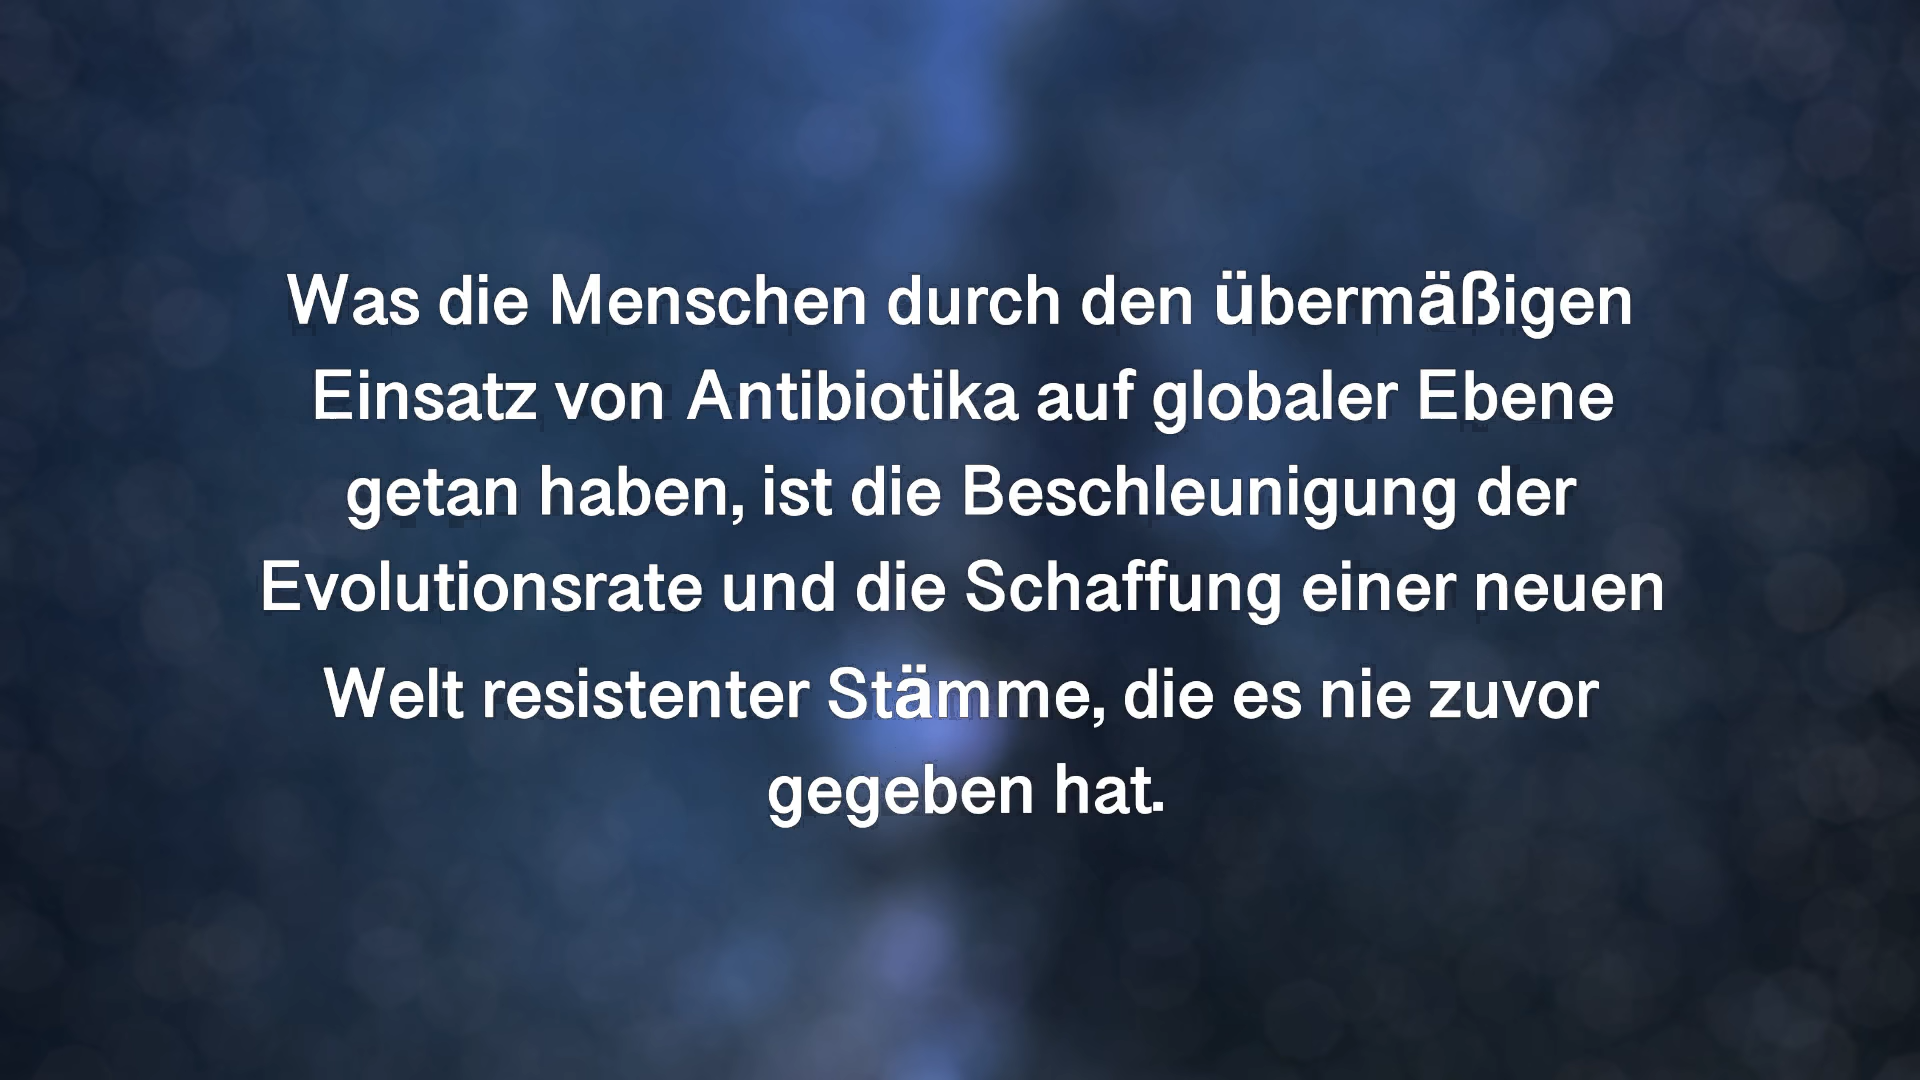 Was die Menschen durch den übermäßigen
Einsatz von Antibiotika auf globaler Ebene
getan haben, ist die Beschleunigung der
Evolutionsrate und die Schaffung einer neuen
Welt resistenter Stämme, die es nie zuvor
gegeben hat.